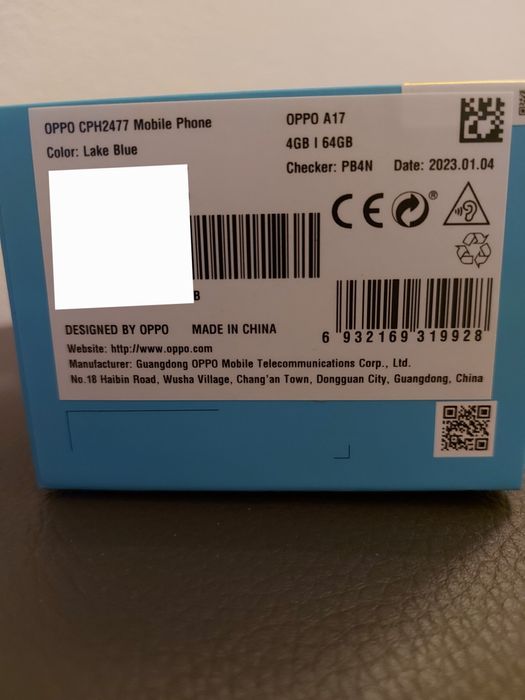 OPPO CPH2477 Mobile Phone
Color: Lake Blue
OPPO A17
4GB | 64GB
Checker: PB4N Date: 2023.01.04
CE ®
B
6 932169 319928
DESIGNED BY OPPO MADE IN CHINA
Website: http://www.oppo.com
Manufacturer: Guangdong OPPO Mobile Telecommunications Corp., Ltd.
No.18 Haibin Road, Wusha Village, Chang'an Town, Dongguan City, Guangdong, China